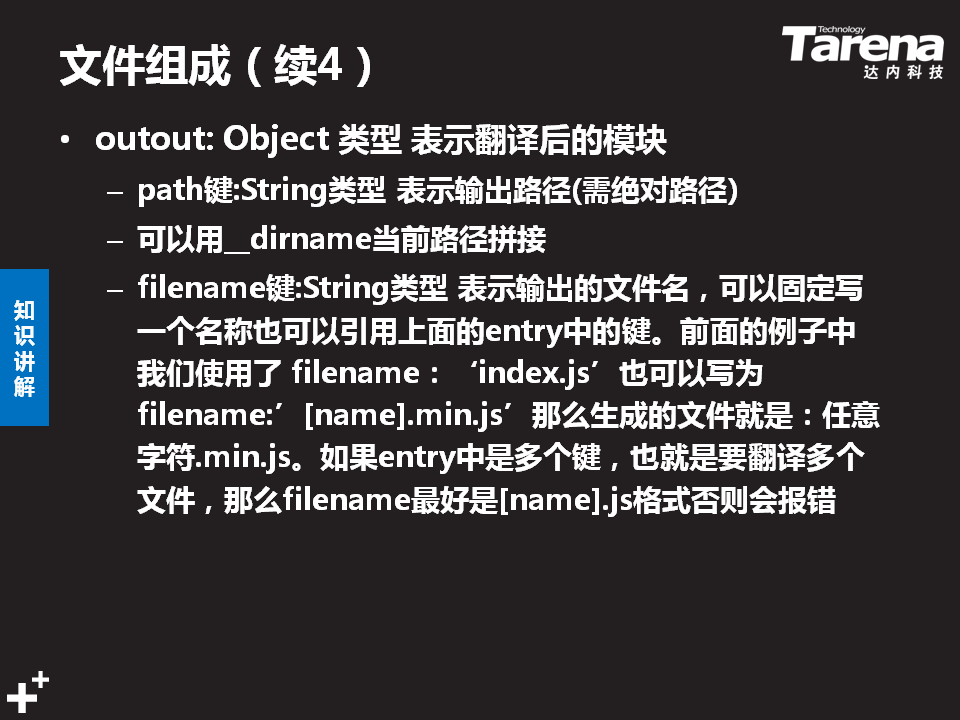 文件组成（续4）
Technology
Tarena
达内科技
• outout: Object 类型 表示翻译后的模块
– path键:String类型 表示输出路径(需绝对路径)
– 可以用__dirname当前路径拼接
– filename键:String类型 表示输出的文件名，可以固定写
一个名称也可以引用上面的entry中的键。前面的例子中
我们使用了 filename：‘index.js’也可以写为
filename:’[name].min.js’那么生成的文件就是：任意
字符.min.js。如果entry中是多个键，也就是要翻译多个
文件，那么filename最好是[name].js格式否则会报错
知
识
讲
解